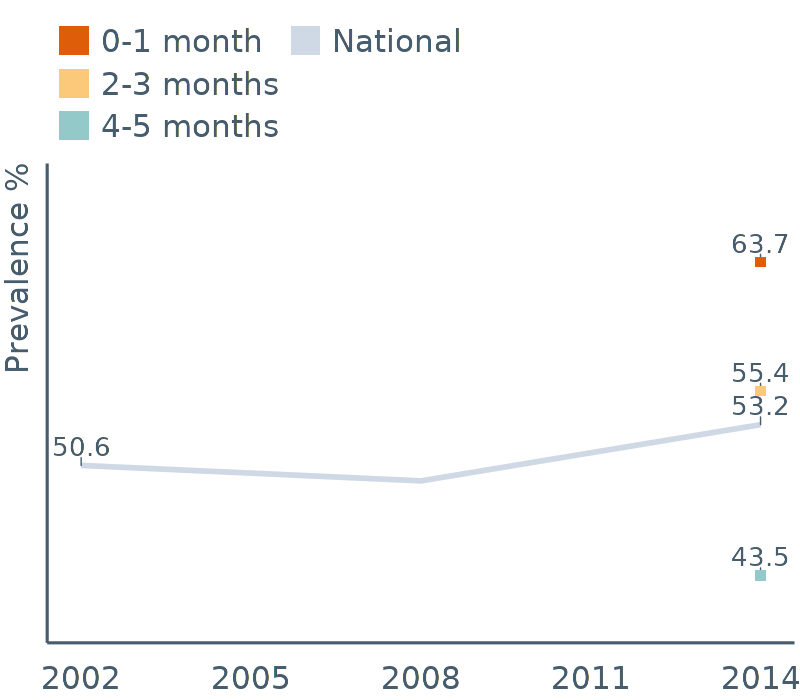 0-1 month
National
2-3 months
4-5 months
Prevalence %
63.7
55.4
53.2
50.6
43.5
2002 2005 2008 2011 2014